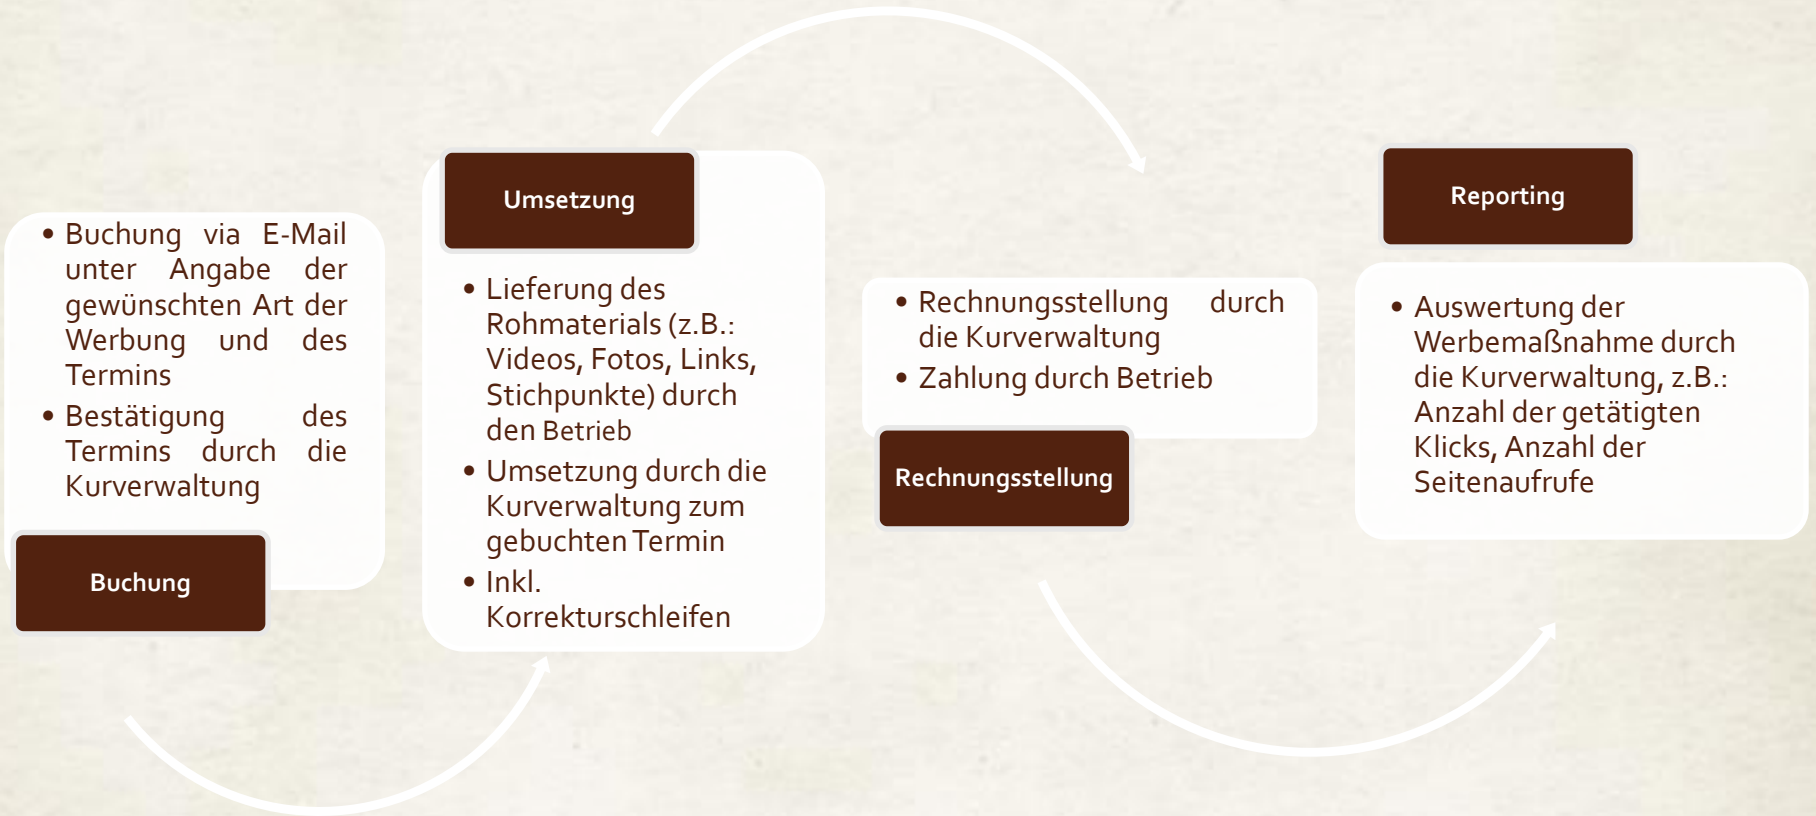 • Buchung via E-Mail
unter Angabe der
gewünschten Art der
Werbung und des
Termins
• Bestätigung des
Termins durch die
Kurverwaltung
Buchung
Umsetzung
• Lieferung des
Rohmaterials (z.B.:
Videos, Fotos, Links,
Stichpunkte) durch
den Betrieb
• Umsetzung durch die
Kurverwaltung zum
gebuchten Termin
• Inkl.
Korrekturschleifen
• Rechnungsstellung durch
die Kurverwaltung
• Zahlung durch Betrieb
Rechnungsstellung
Reporting
• Auswertung der
Werbemaßnahme durch
die Kurverwaltung, z.B.:
Anzahl der getätigten
Klicks, Anzahl der
Seitenaufrufe